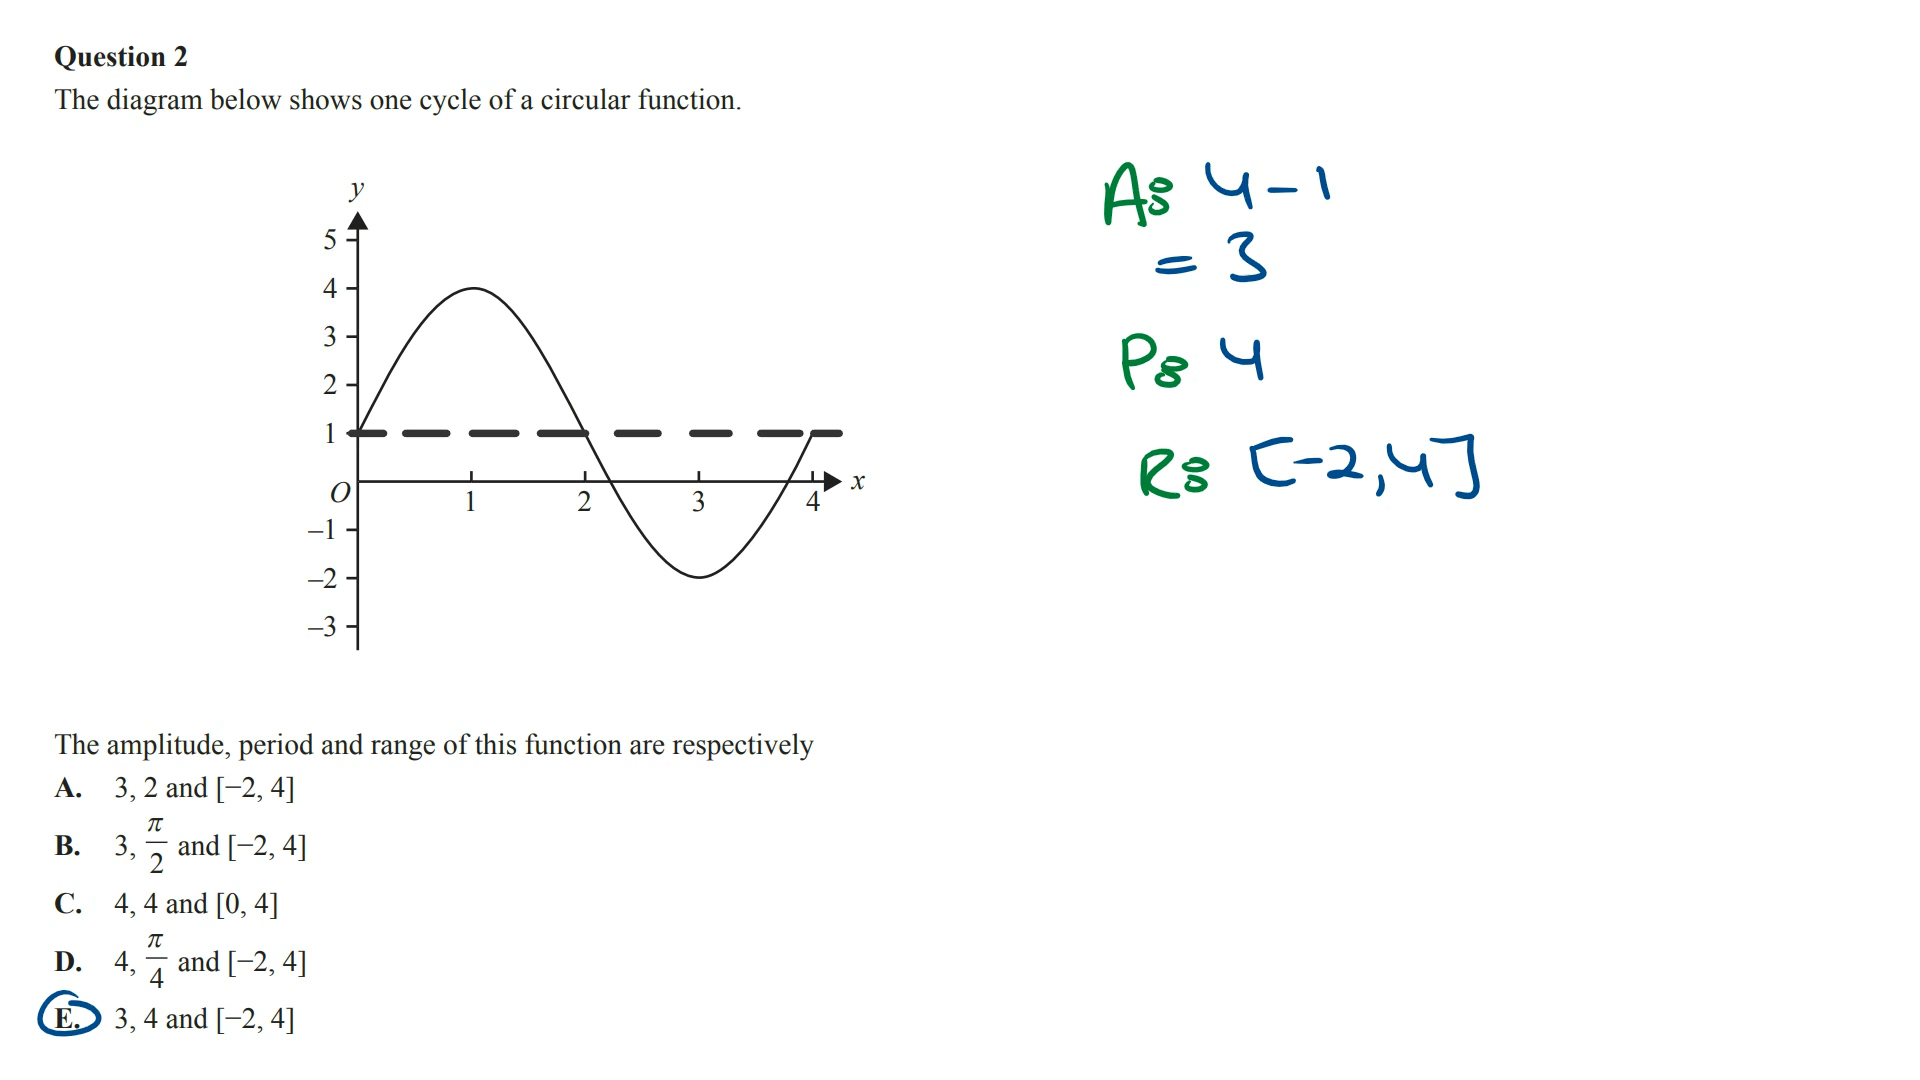 Question 2
The diagram below shows one cycle of a circular function.
y
5
4
3
2
1
O
1
2
3
4
x
–1
–2
–3
A: 4 – 1
= 3
P: 4
R: [–2, 4]
The amplitude, period and range of this function are respectively
A. 3, 2 and [−2, 4]
B. 3, π/2 and [−2, 4]
C. 4, 4 and [0, 4]
D. 4, π/4 and [−2, 4]
E. 3, 4 and [−2, 4]